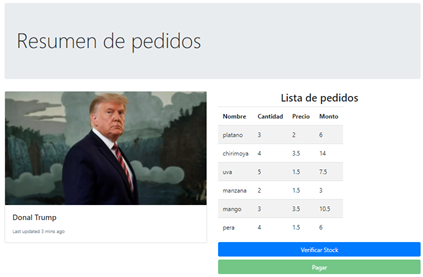 Resumen de pedidos
Donal Trump
Last updated 3 mins ago
Lista de pedidos
Nombre Cantidad Precio Monto
platano 3 2 6
chirimoya 4 3.5 14
uva 5 1.5 7.5
manzana 2 1.5 3
mango 3 3.5 10.5
pera 4 1.5 6
Verificar Stock
Pagar